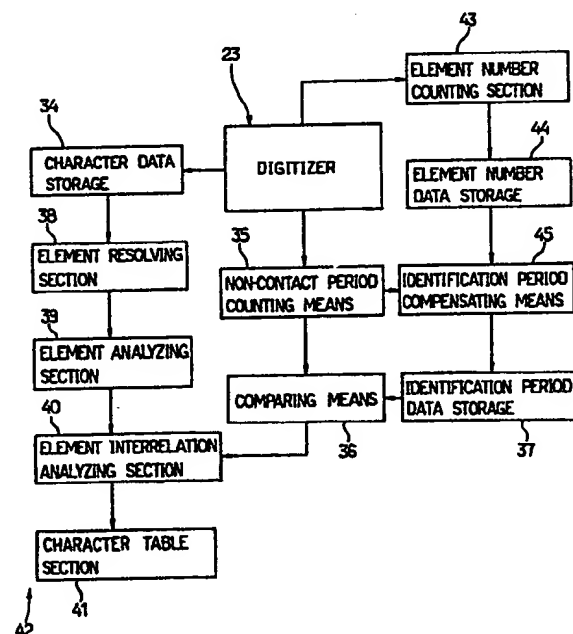 43
23
ELEMENT NUMBER
COUNTING SECTION
34
44
CHARACTER DATA
STORAGE
DIGITIZER
ELEMENT NUMBER
DATA STORAGE
38
35
45
ELEMENT RESOLVING
SECTION
NON-CONTACT PERIOD
COUNTING MEANS
IDENTIFICATION PERIOD
COMPENSATING MEANS
39
ELEMENT ANALYZING
SECTION
COMPARING MEANS
IDENTIFICATION PERIOD
DATA STORAGE
40
36
37
ELEMENT INTERRELATION
ANALYZING SECTION
CHARACTER TABLE
SECTION
41
42